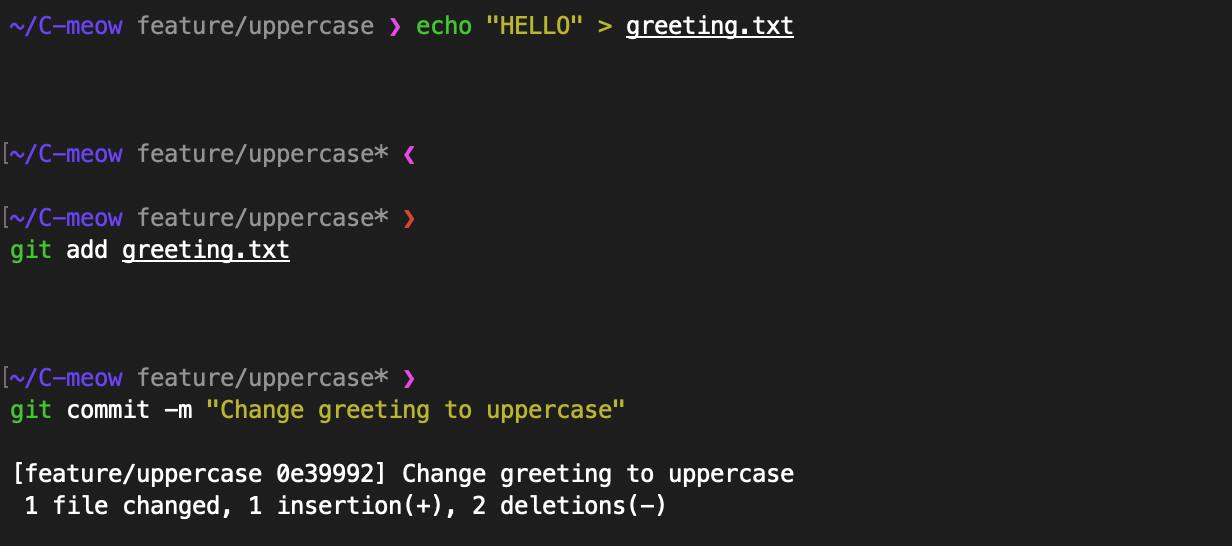 ~/C-meow feature/uppercase ❯ echo "HELLO" > greeting.txt
[~/C-meow feature/uppercase* ❮
[~/C-meow feature/uppercase* ❯
git add greeting.txt
[~/C-meow feature/uppercase* ❯
git commit -m "Change greeting to uppercase"
[feature/uppercase 0e39992] Change greeting to uppercase
1 file changed, 1 insertion(+), 2 deletions(-)